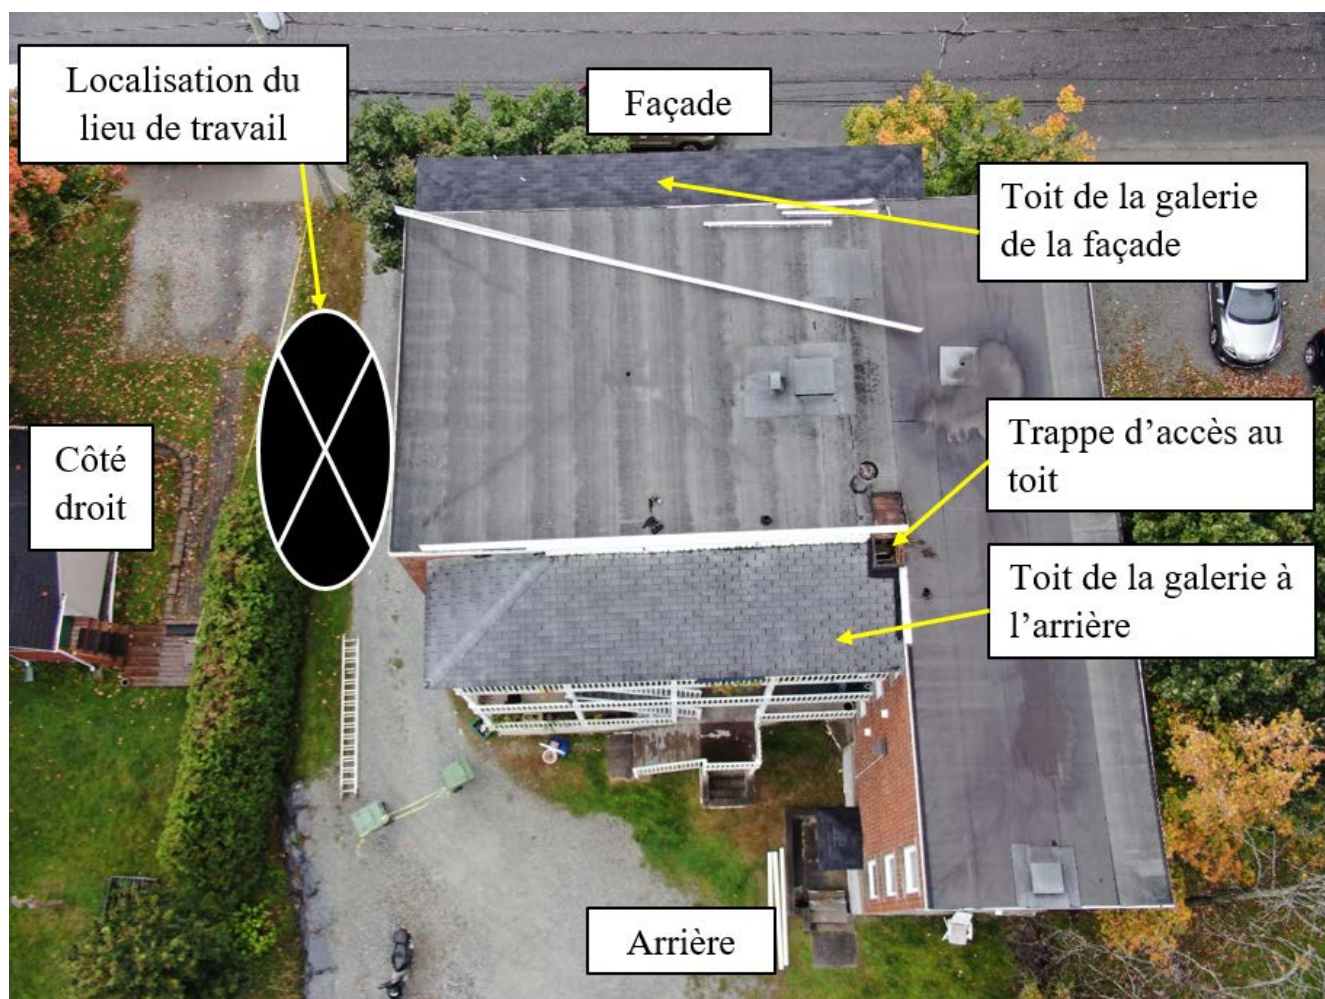 Localisation du
lieu de travail
Façade
Toit de la galerie
de la façade
Trappe d’accès au
toit
Côté
droit
Toit de la galerie à
l’arrière
Arrière